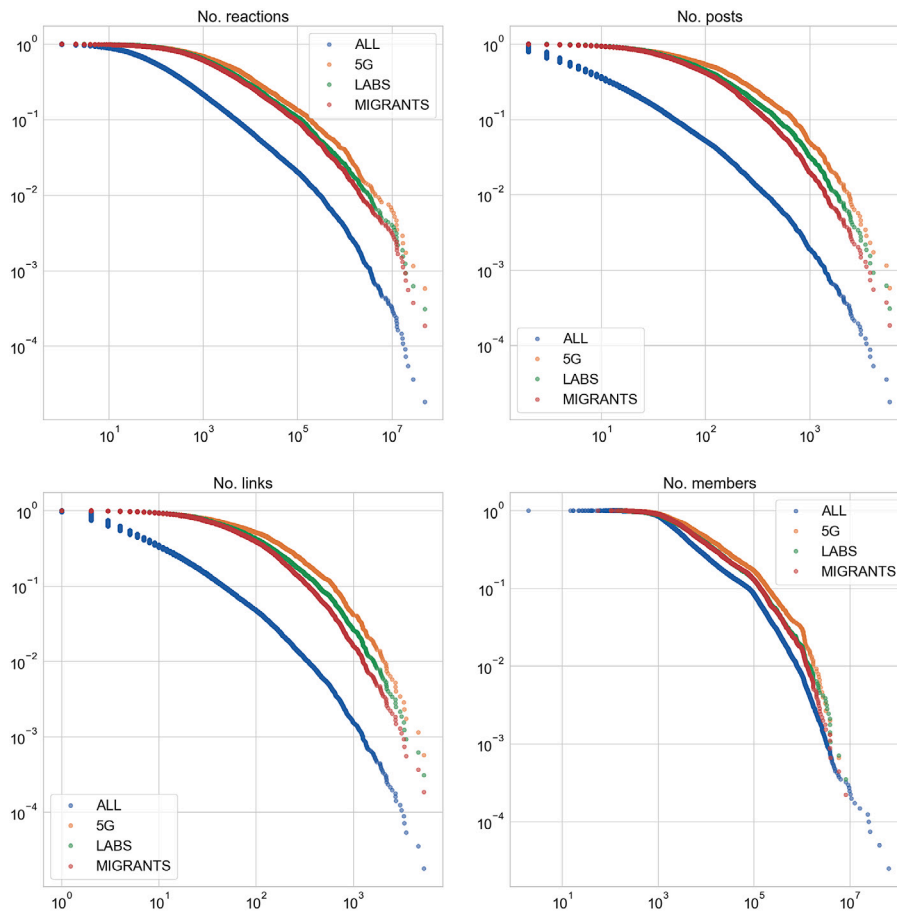 No. reactions
10^0
10^-1
10^-2
10^-3
10^-4
10^1
10^3
10^5
10^7
ALL
5G
LABS
MIGRANTS
No. posts
10^0
10^-1
10^-2
10^-3
10^-4
10^1
10^2
10^3
ALL
5G
LABS
MIGRANTS
No. links
10^0
10^-1
10^-2
10^-3
10^-4
10^0
10^1
10^2
10^3
ALL
5G
LABS
MIGRANTS
No. members
10^0
10^-1
10^-2
10^-3
10^-4
10^1
10^3
10^5
10^7
ALL
5G
LABS
MIGRANTS